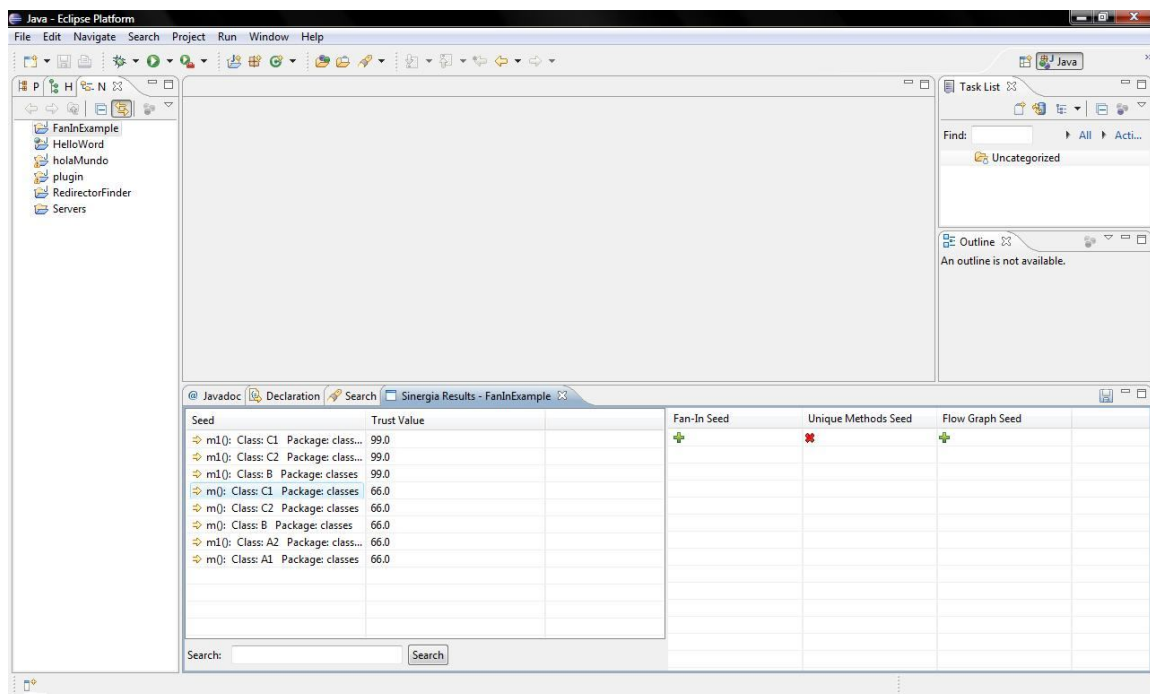 Java - Eclipse Platform
File Edit Navigate Search Project Run Window Help
Java
P H N
FanInExample
HelloWord
holaMundo
plugin
RedirectorFinder
Servers
Task List
Find: All Acti...
Uncategorized
Outline
An outline is not available.
@ Javadoc Declaration Search Sinergia Results - FanInExample
Seed Trust Value
m1(): Class: C1 Package: class... 99.0
m1(): Class: C2 Package: class... 99.0
m1(): Class: B Package: classes 99.0
m(): Class: C1 Package: classes 66.0
m(): Class: C2 Package: classes 66.0
m(): Class: B Package: classes 66.0
m1(): Class: A2 Package: class... 66.0
m(): Class: A1 Package: classes 66.0
Search: Search
Fan-In Seed Unique Methods Seed Flow Graph Seed